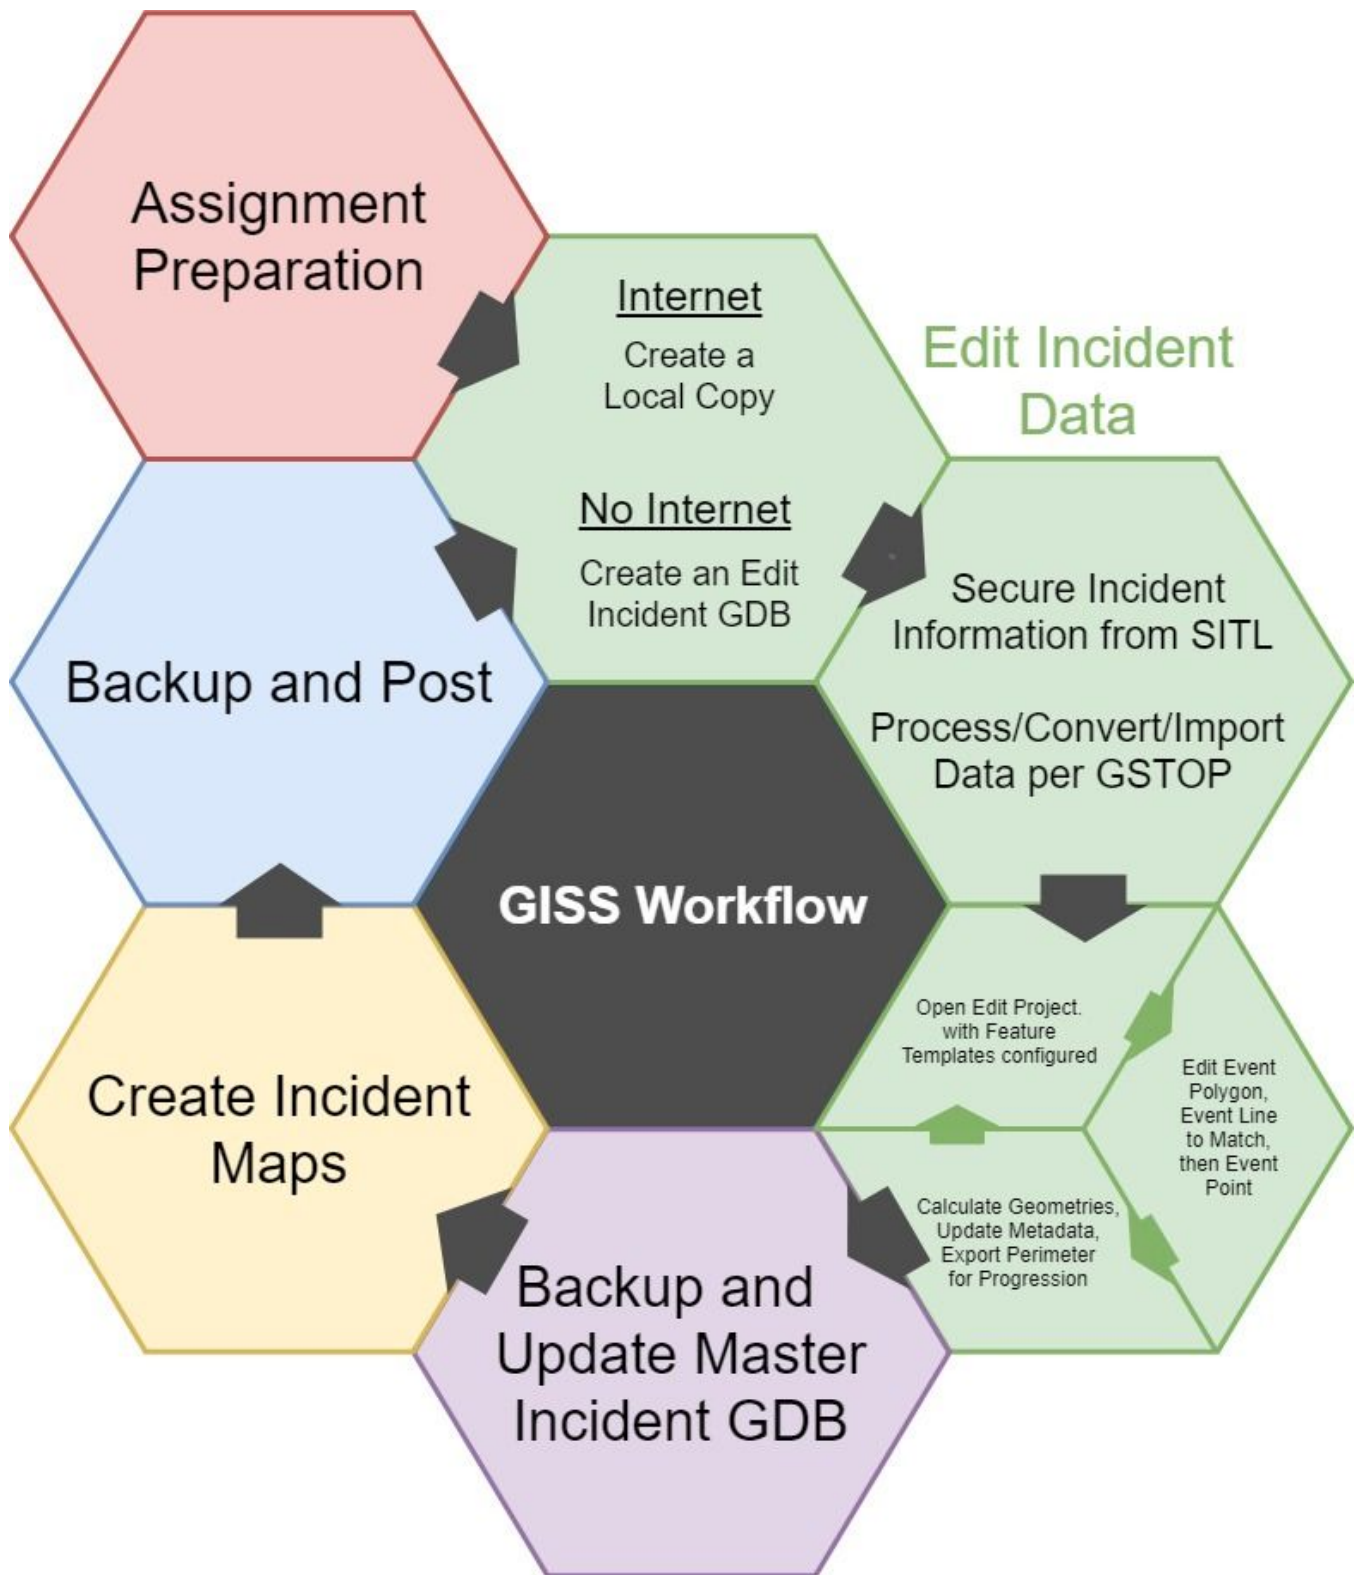 Assignment
Preparation
Internet
Create a
Local Copy
No Internet
Create an Edit
Incident GDB
Edit Incident
Data
Secure Incident
Information from SITL
Process/Convert/Import
Data per GSTOP
Backup and Post
GISS Workflow
Open Edit Project.
with Feature
Templates configured
Edit Event
Polygon,
Event Line
to Match,
then Event
Point
Calculate Geometries,
Update Metadata,
Export Perimeter
for Progression
Create Incident
Maps
Backup and
Update Master
Incident GDB